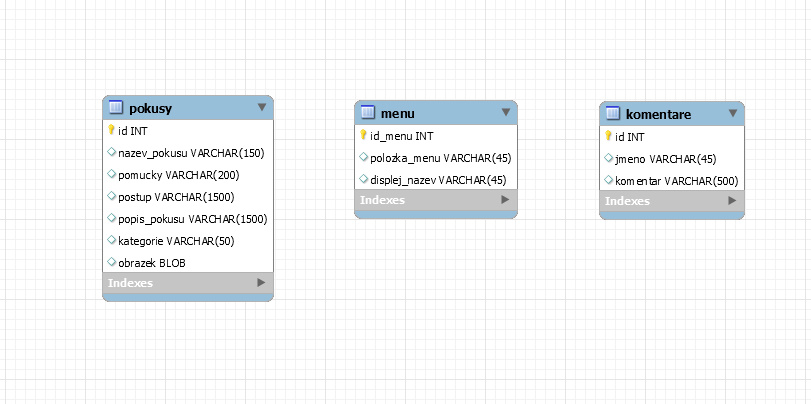 pokusy
id INT
nazev_pokusu VARCHAR(150)
pomucky VARCHAR(200)
postup VARCHAR(1500)
popis_pokusu VARCHAR(1500)
kategorie VARCHAR(50)
obrazek BLOB
Indexes
menu
id_menu INT
polozka_menu VARCHAR(45)
displej_nazev VARCHAR(45)
Indexes
komentare
id INT
jmeno VARCHAR(45)
komentar VARCHAR(500)
Indexes